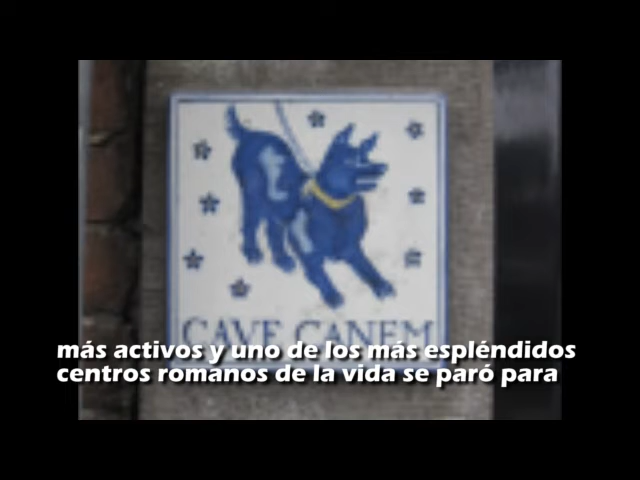 CAVE CANEM
más activos y uno de los más espléndidos
centros romanos de la vida se paró para